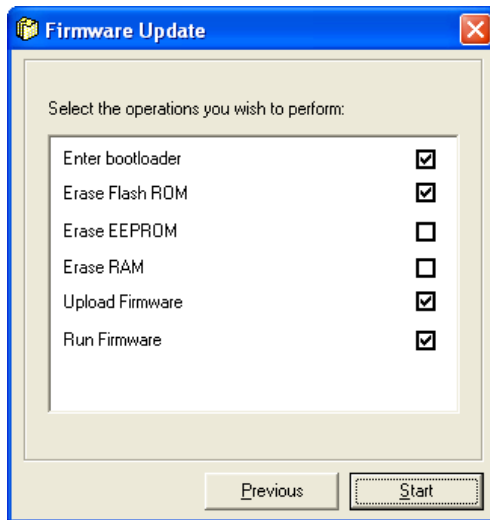 Firmware Update
Select the operations you wish to perform:
Enter bootloader
Erase Flash ROM
Erase EEPROM
Erase RAM
Upload Firmware
Run Firmware
Previous Start